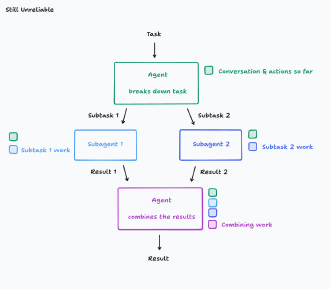 Still Unreliable
Task
Agent
breaks down task
Conversation & actions so far
Subtask 1
Subtask 2
Subagent 1
Subtask 1 work
Subagent 2
Subtask 2 work
Result 1
Result 2
Agent
combines the results
Combining work
Result